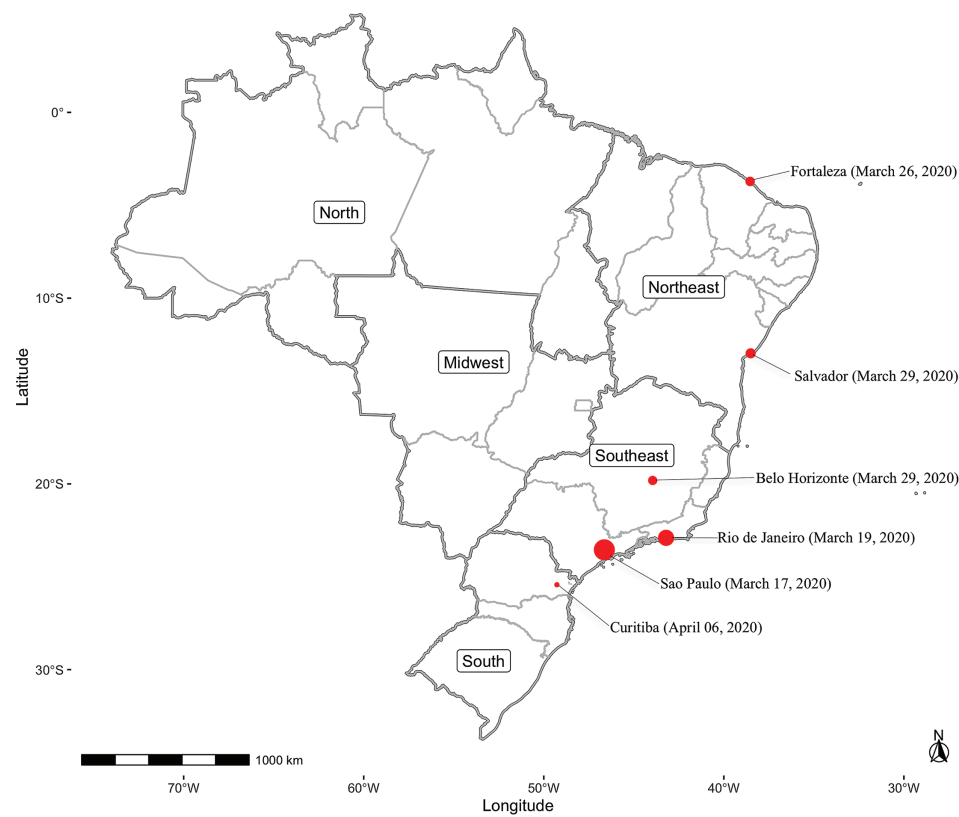 0°
Fortaleza (March 26, 2020)
North
Northeast
10°S
Midwest
Salvador (March 29, 2020)
Latitude
Southeast
Belo Horizonte (March 29, 2020)
20°S
Rio de Janeiro (March 19, 2020)
Sao Paulo (March 17, 2020)
Curitiba (April 06, 2020)
South
30°S
N
1000 km
70°W 60°W 50°W 40°W 30°W
Longitude